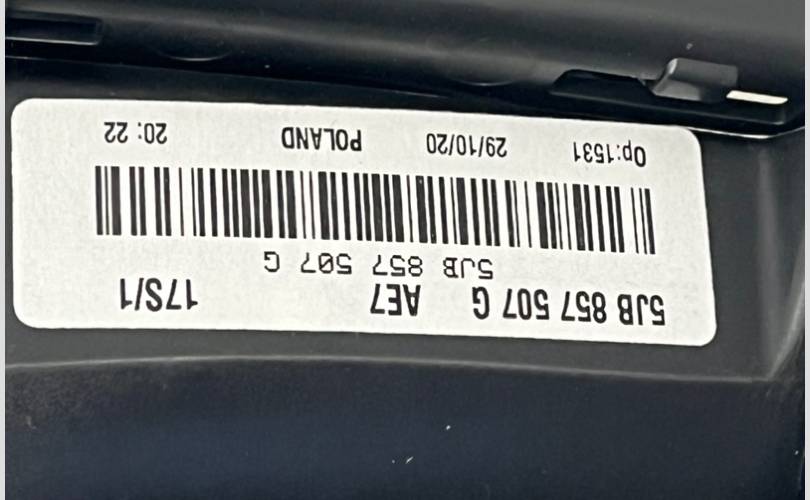 5JB 857 507 G AE7 17S/1
5JB 857 507 G
Op:1531 29/10/20 POLAND 20:22